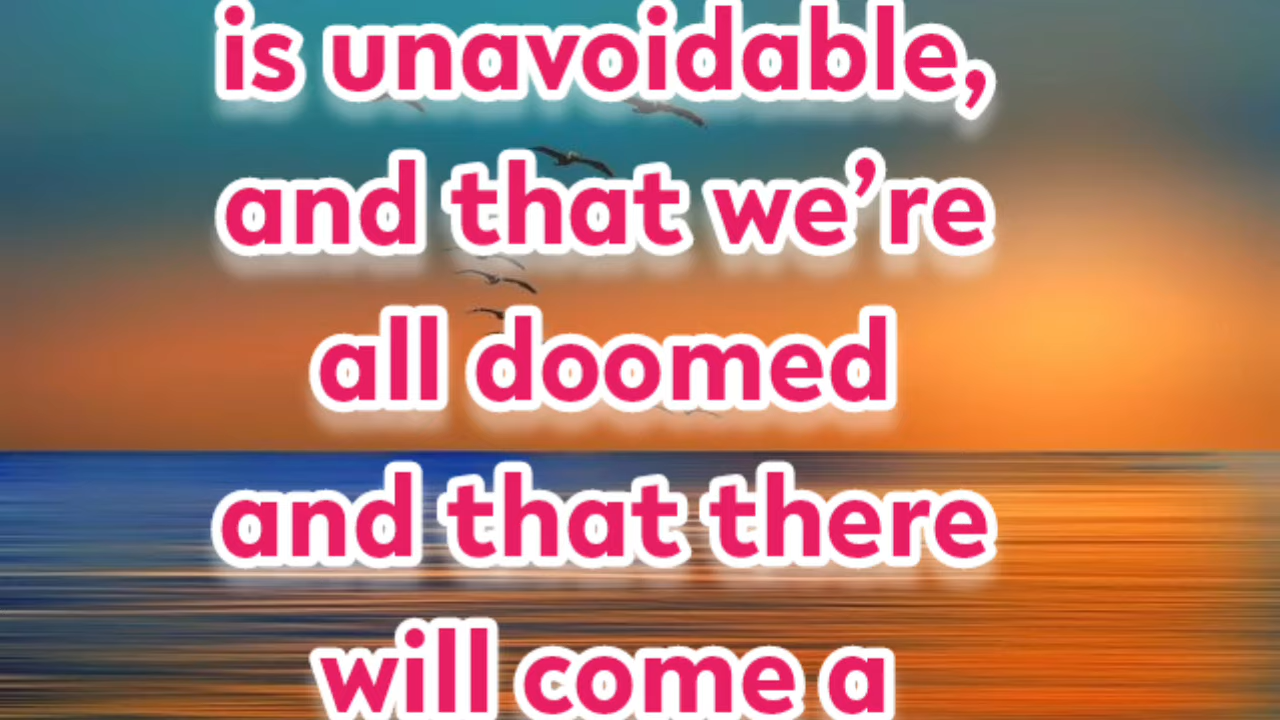 is unavoidable,
and that we’re
all doomed
and that there
will come a